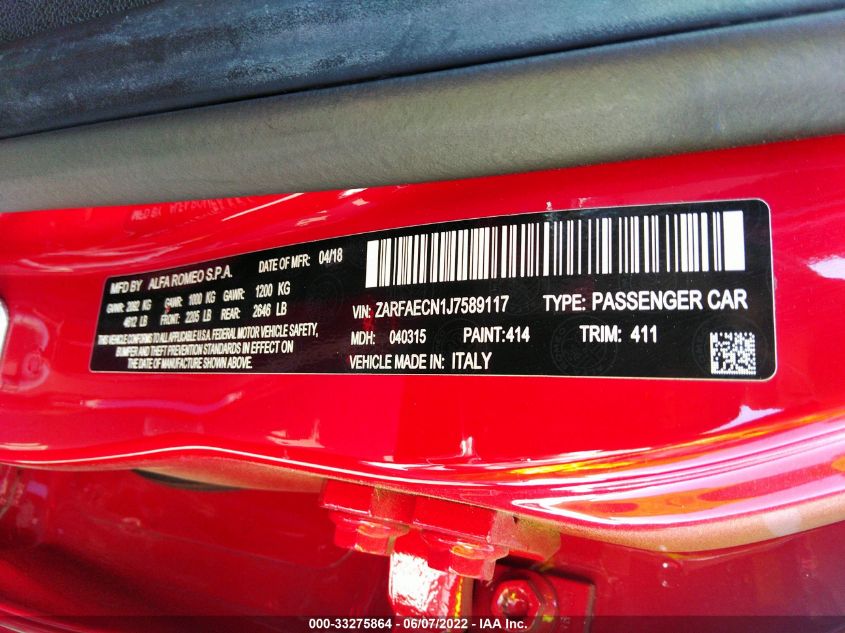 MFD BY ALFA ROMEO S.P.A. DATE OF MFR: 04/18
GVWR: 2092 KG GAWR: 1000 KG GAWR: 1200 KG
4612 LB FRONT: 2205 LB REAR: 2646 LB
THIS VEHICLE CONFORMS TO ALL APPLICABLE U.S.A. FEDERAL MOTOR VEHICLE SAFETY,
BUMPER AND THEFT PREVENTION STANDARDS IN EFFECT ON
THE DATE OF MANUFACTURE SHOWN ABOVE.
VIN: ZARFAECN1J7589117 TYPE: PASSENGER CAR
MDH: 040315 PAINT: 414 TRIM: 411
VEHICLE MADE IN: ITALY
000-33275864 - 06/07/2022 - IAA Inc.